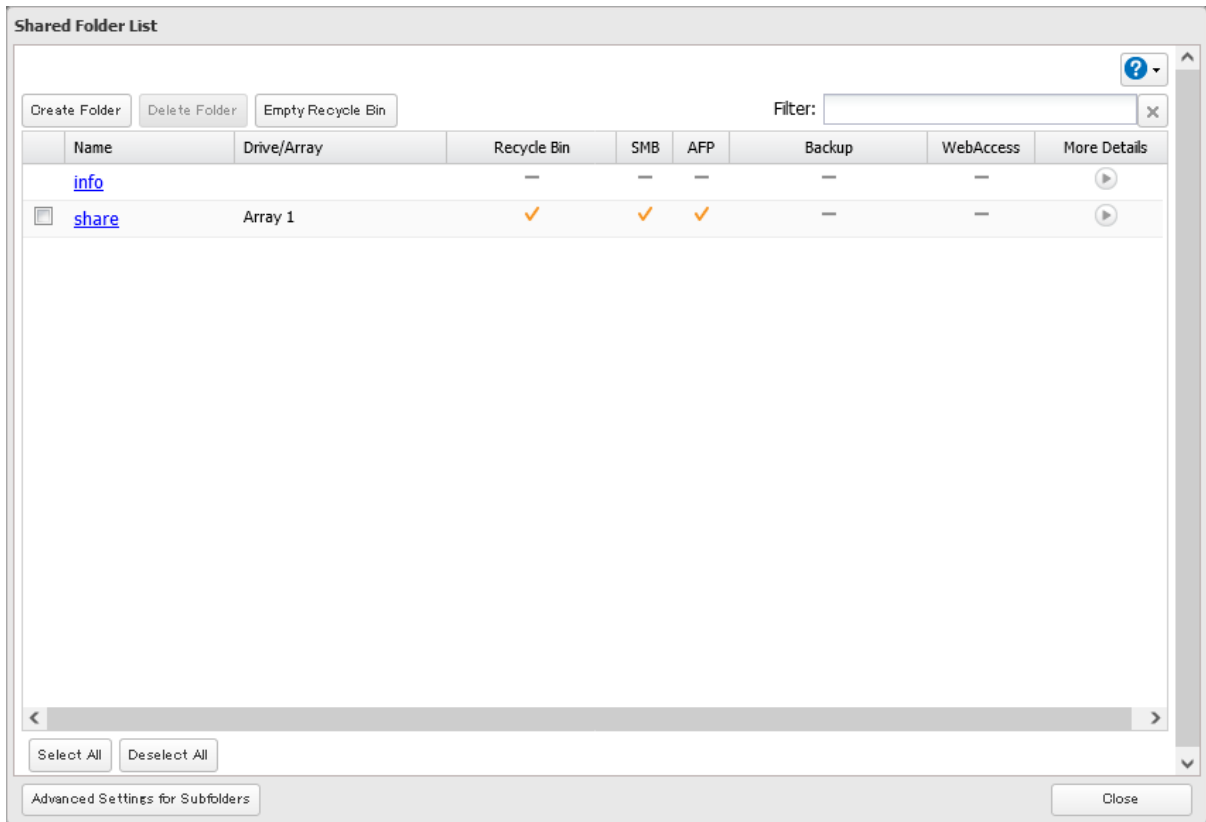 Shared Folder List
Create Folder Delete Folder Empty Recycle Bin Filter:
Name Drive/Array Recycle Bin SMB AFP Backup WebAccess More Details
info
share Array 1
Select All Deselect All
Advanced Settings for Subfolders Close